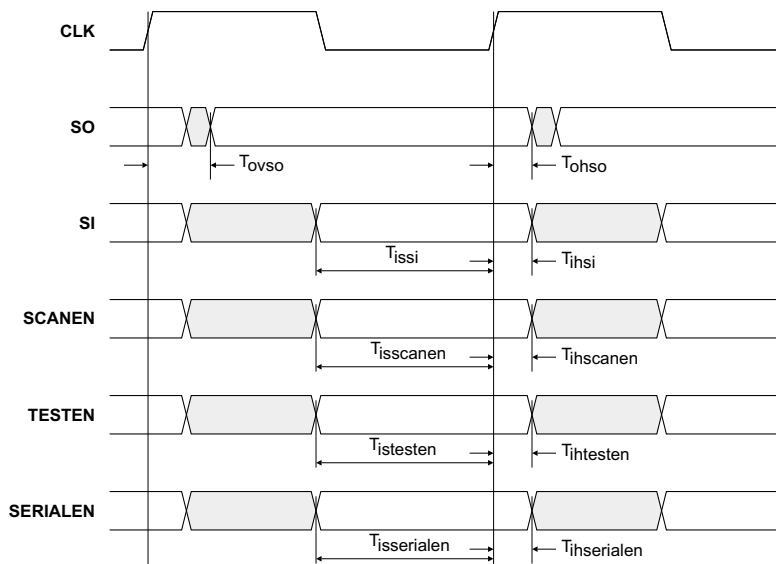 CLK
SO
Tovso
Tohso
SI
Tissi
Tihsi
SCANEN
Tisscanen
Tihscanen
TESTEN
Tistesten
Tihtesten
SERIALEN
Tisserialen
Tihserialen